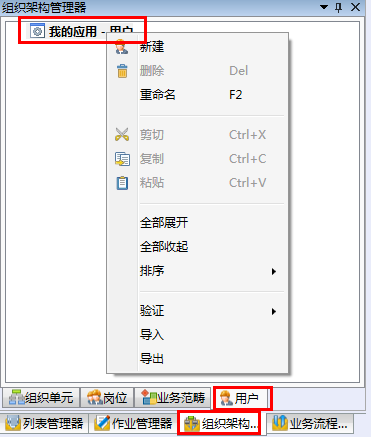 组织架构管理器
我的应用 - 用户
新建
删除 Del
重命名 F2
剪切 Ctrl+X
复制 Ctrl+C
粘贴 Ctrl+V
全部展开
全部收起
排序
验证
导入
导出
组织单元 岗位 业务范畴 用户
列表管理器 作业管理器 组织架构... 业务流程...